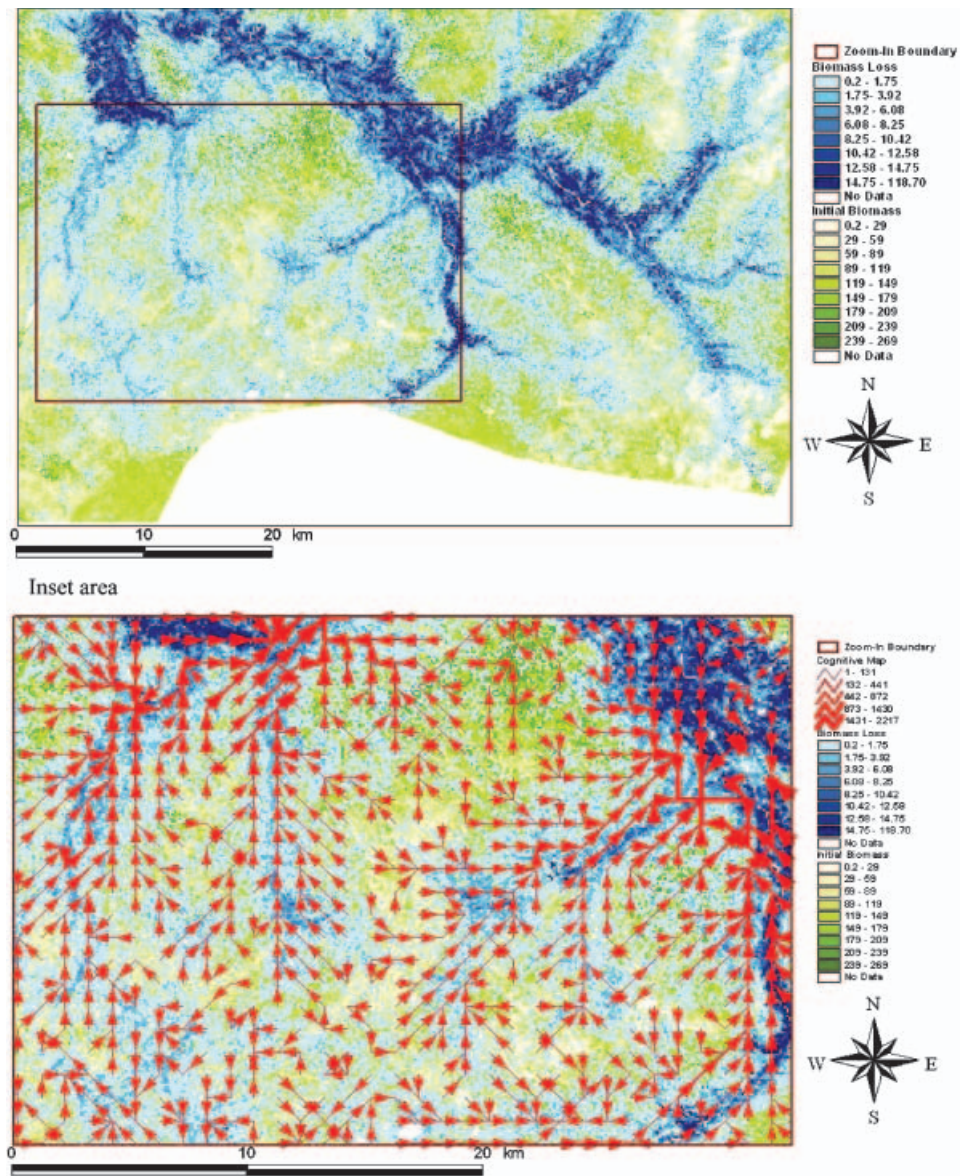 Zoom-In Boundary
Biomass Loss
0.2 - 1.75
1.75- 3.92
3.92 - 6.08
6.08 - 8.25
8.25 - 10.42
10.42 - 12.58
12.58 - 14.75
14.75 - 118.70
No Data
Initial Biomass
0.2 - 29
29 - 59
59 - 89
89 - 119
119 - 149
149 - 179
179 - 209
209 - 239
239 - 269
No Data
N
W E
S
0 10 20 km
Inset area
Zoom-In Boundary
Cognitive Map
1 - 131
132 - 441
442 - 872
873 - 1430
1431 - 2217
Biomass Loss
0.2 - 1.75
1.75- 3.92
3.92 - 6.08
6.08 - 8.25
8.25 - 10.42
10.42 - 12.58
12.58 - 14.75
14.75 - 118.70
No Data
Initial Biomass
0.2 - 29
29 - 59
59 - 89
89 - 119
119 - 149
149 - 179
179 - 209
209 - 239
239 - 269
No Data
N
W E
S
0 10 20 km